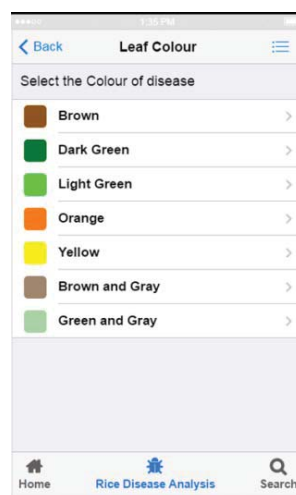 1:35 PM
Back Leaf Colour
Select the Colour of disease
Brown
Dark Green
Light Green
Orange
Yellow
Brown and Gray
Green and Gray
Home Rice Disease Analysis Search